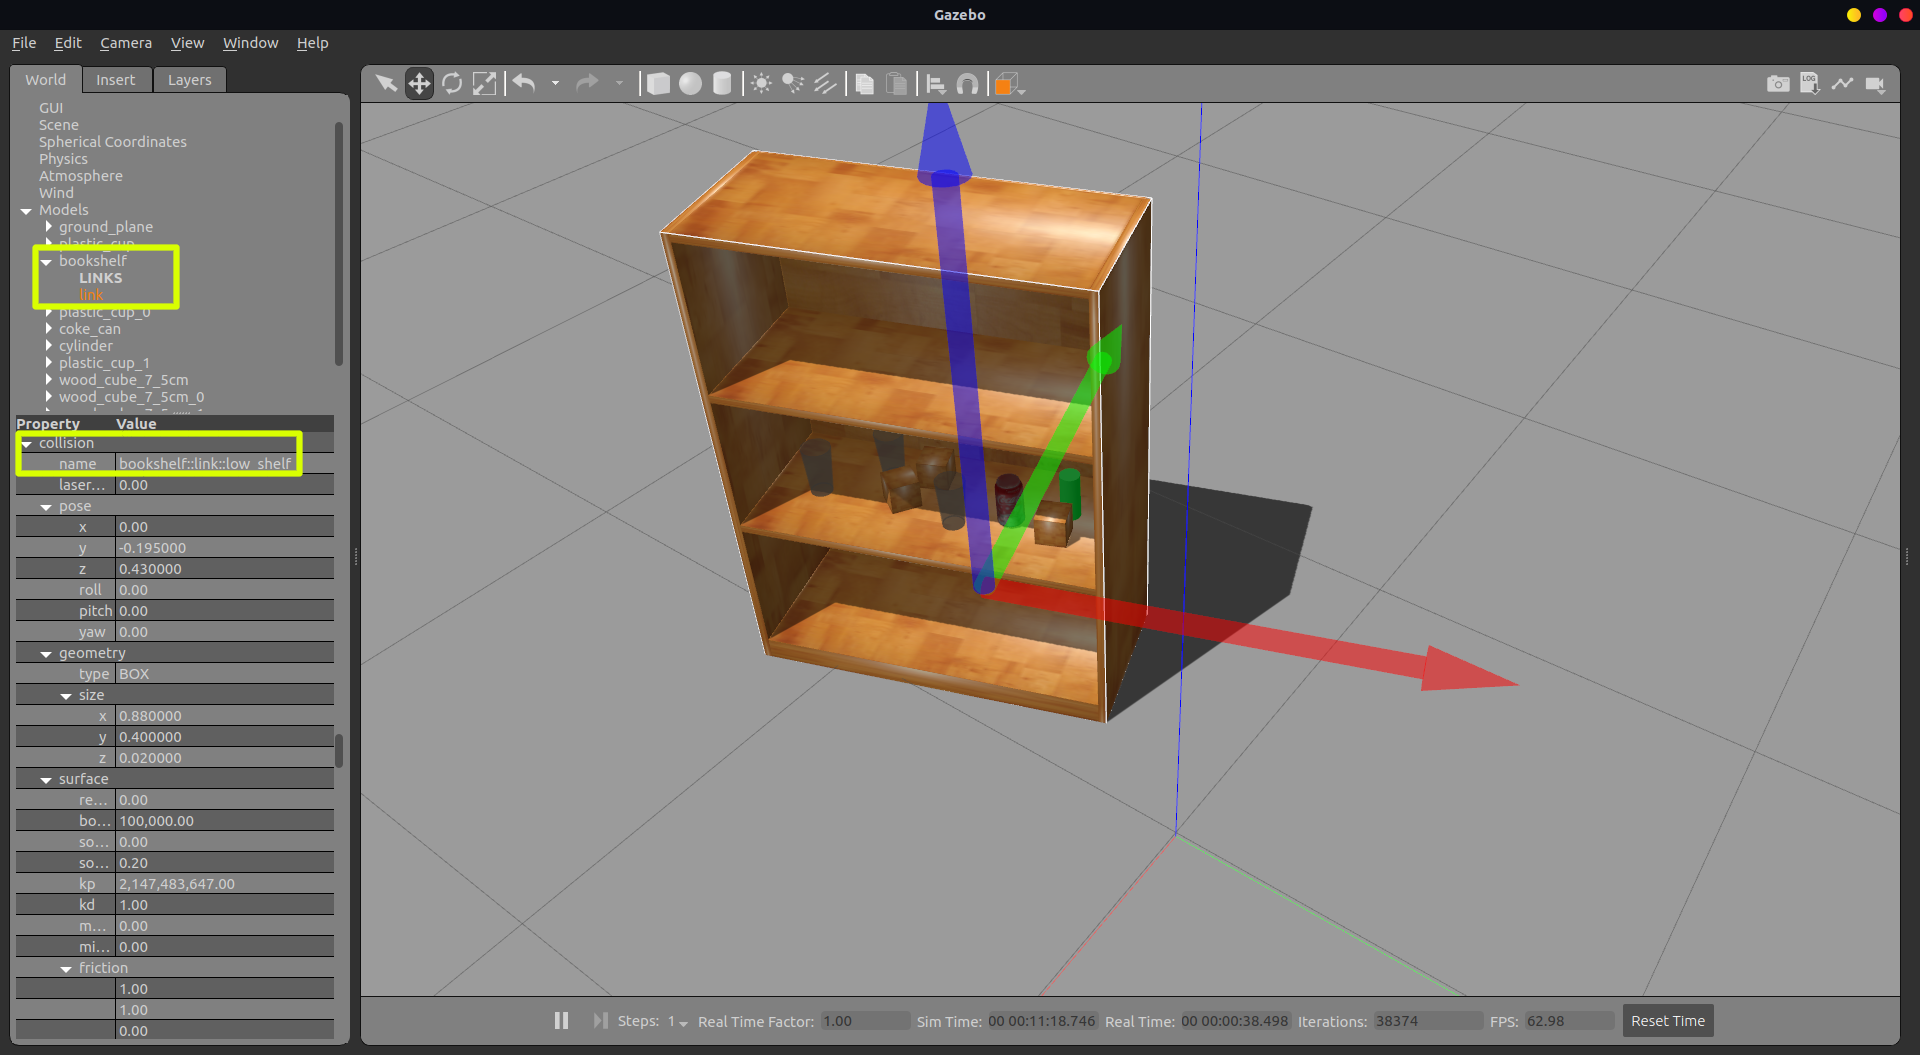 Gazebo
File Edit Camera View Window Help
World Insert Layers
GUI
Scene
Spherical Coordinates
Physics
Atmosphere
Wind
Models
ground_plane
plastic_cup
bookshelf
LINKS
link
plastic_cup_0
coke_can
cylinder
plastic_cup_1
wood_cube_7_5cm
wood_cube_7_5cm_0
Property Value
collision
name bookshelf::link::low_shelf
laser... 0.00
pose
x 0.00
y -0.195000
z 0.430000
roll 0.00
pitch 0.00
yaw 0.00
geometry
type BOX
size
x 0.880000
y 0.400000
z 0.020000
surface
re... 0.00
bo... 100,000.00
so... 0.00
so... 0.20
kp 2,147,483,647.00
kd 1.00
m... 0.00
mi... 0.00
friction
1.00
1.00
0.00
LOG
Steps: 1 Real Time Factor: 1.00 Sim Time: 00 00:11:18.746 Real Time: 00 00:00:38.498 Iterations: 38374 FPS: 62.98 Reset Time